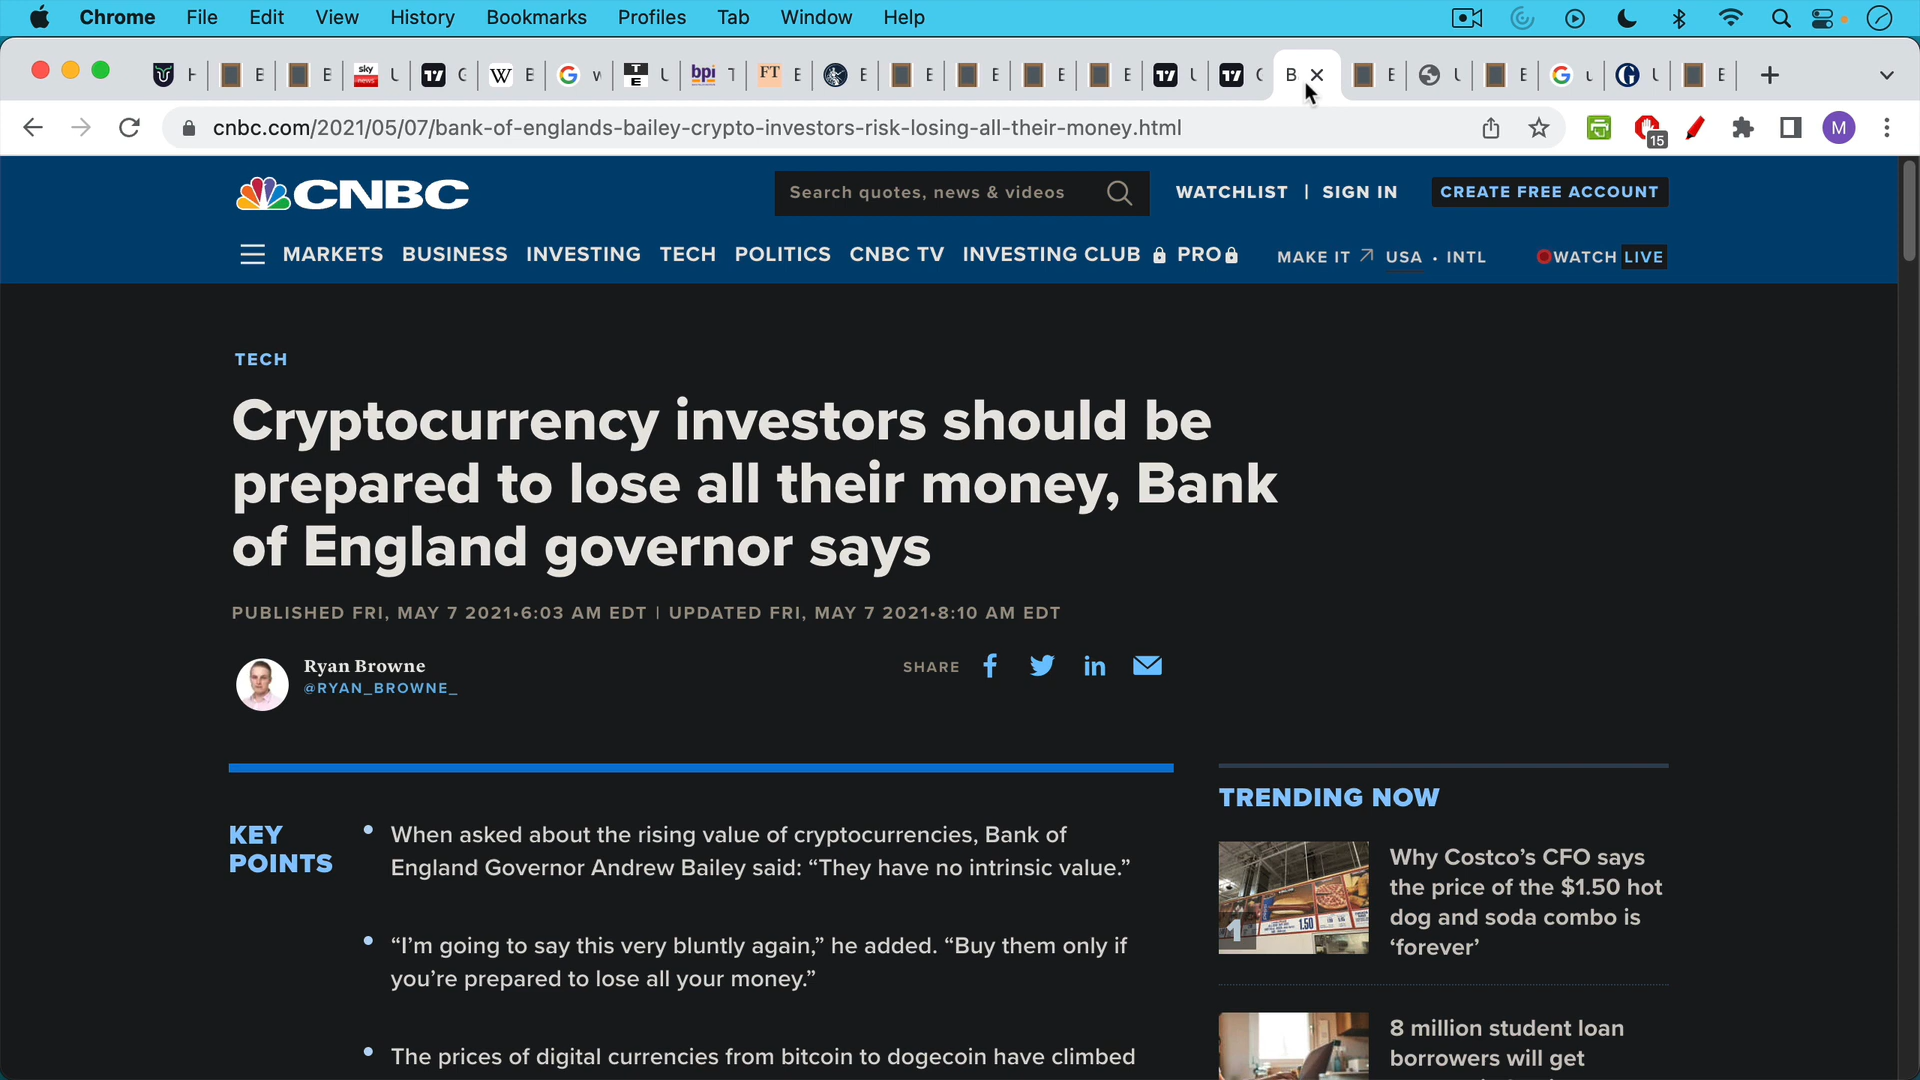 Chrome File Edit View History Bookmarks Profiles Tab Window Help
H E E sky news U G W E G w T E U bpi T FT E E E E E E U C B E U E G U E
cnbc.com/2021/05/07/bank-of-englands-bailey-crypto-investors-risk-losing-all-their-money.html
15
M
CNBC
Search quotes, news & videos
WATCHLIST | SIGN IN
CREATE FREE ACCOUNT
MARKETS BUSINESS INVESTING TECH POLITICS CNBC TV INVESTING CLUB PRO
MAKE IT USA • INTL
WATCH LIVE
TECH
Cryptocurrency investors should be
prepared to lose all their money, Bank
of England governor says
PUBLISHED FRI, MAY 7 2021•6:03 AM EDT | UPDATED FRI, MAY 7 2021•8:10 AM EDT
Ryan Browne
@RYAN_BROWNE_
SHARE
KEY
POINTS
• When asked about the rising value of cryptocurrencies, Bank of
England Governor Andrew Bailey said: “They have no intrinsic value.”
• “I’m going to say this very bluntly again,” he added. “Buy them only if
you’re prepared to lose all your money.”
• The prices of digital currencies from bitcoin to dogecoin have climbed
TRENDING NOW
1
1.50
Why Costco’s CFO says
the price of the $1.50 hot
dog and soda combo is
‘forever’
8 million student loan
borrowers will get